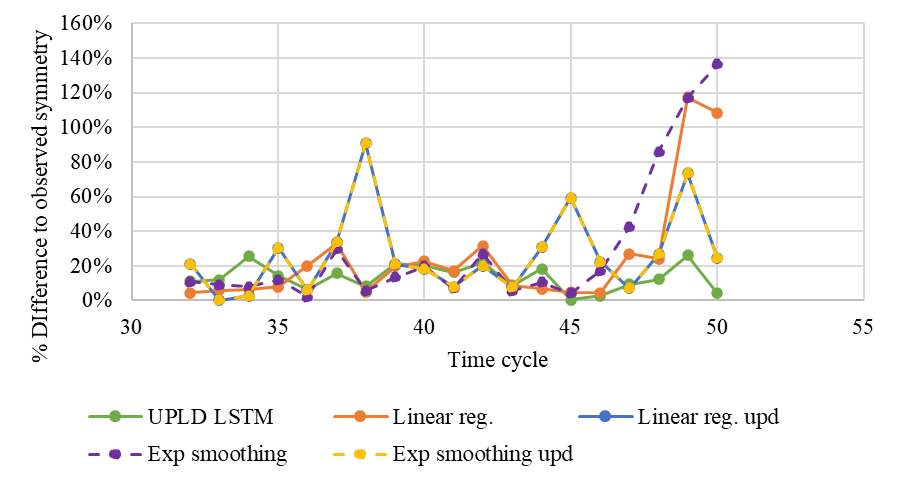 % DIfference to observed symmetry
160%
140%
120%
100%
80%
60%
40%
20%
0%
30 35 40 45 50 55
Time cycle
UPLD LSTM Linear reg. Linear reg. upd
Exp smoothing Exp smoothing upd